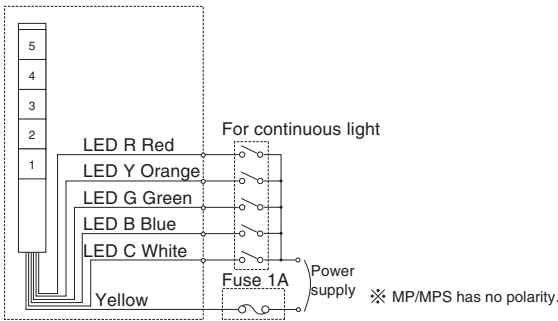 5
4
3
2
1
For continuous light
LED R Red
LED Y Orange
LED G Green
LED B Blue
LED C White
Fuse 1A
Yellow
Power
supply
※ MP/MPS has no polarity.